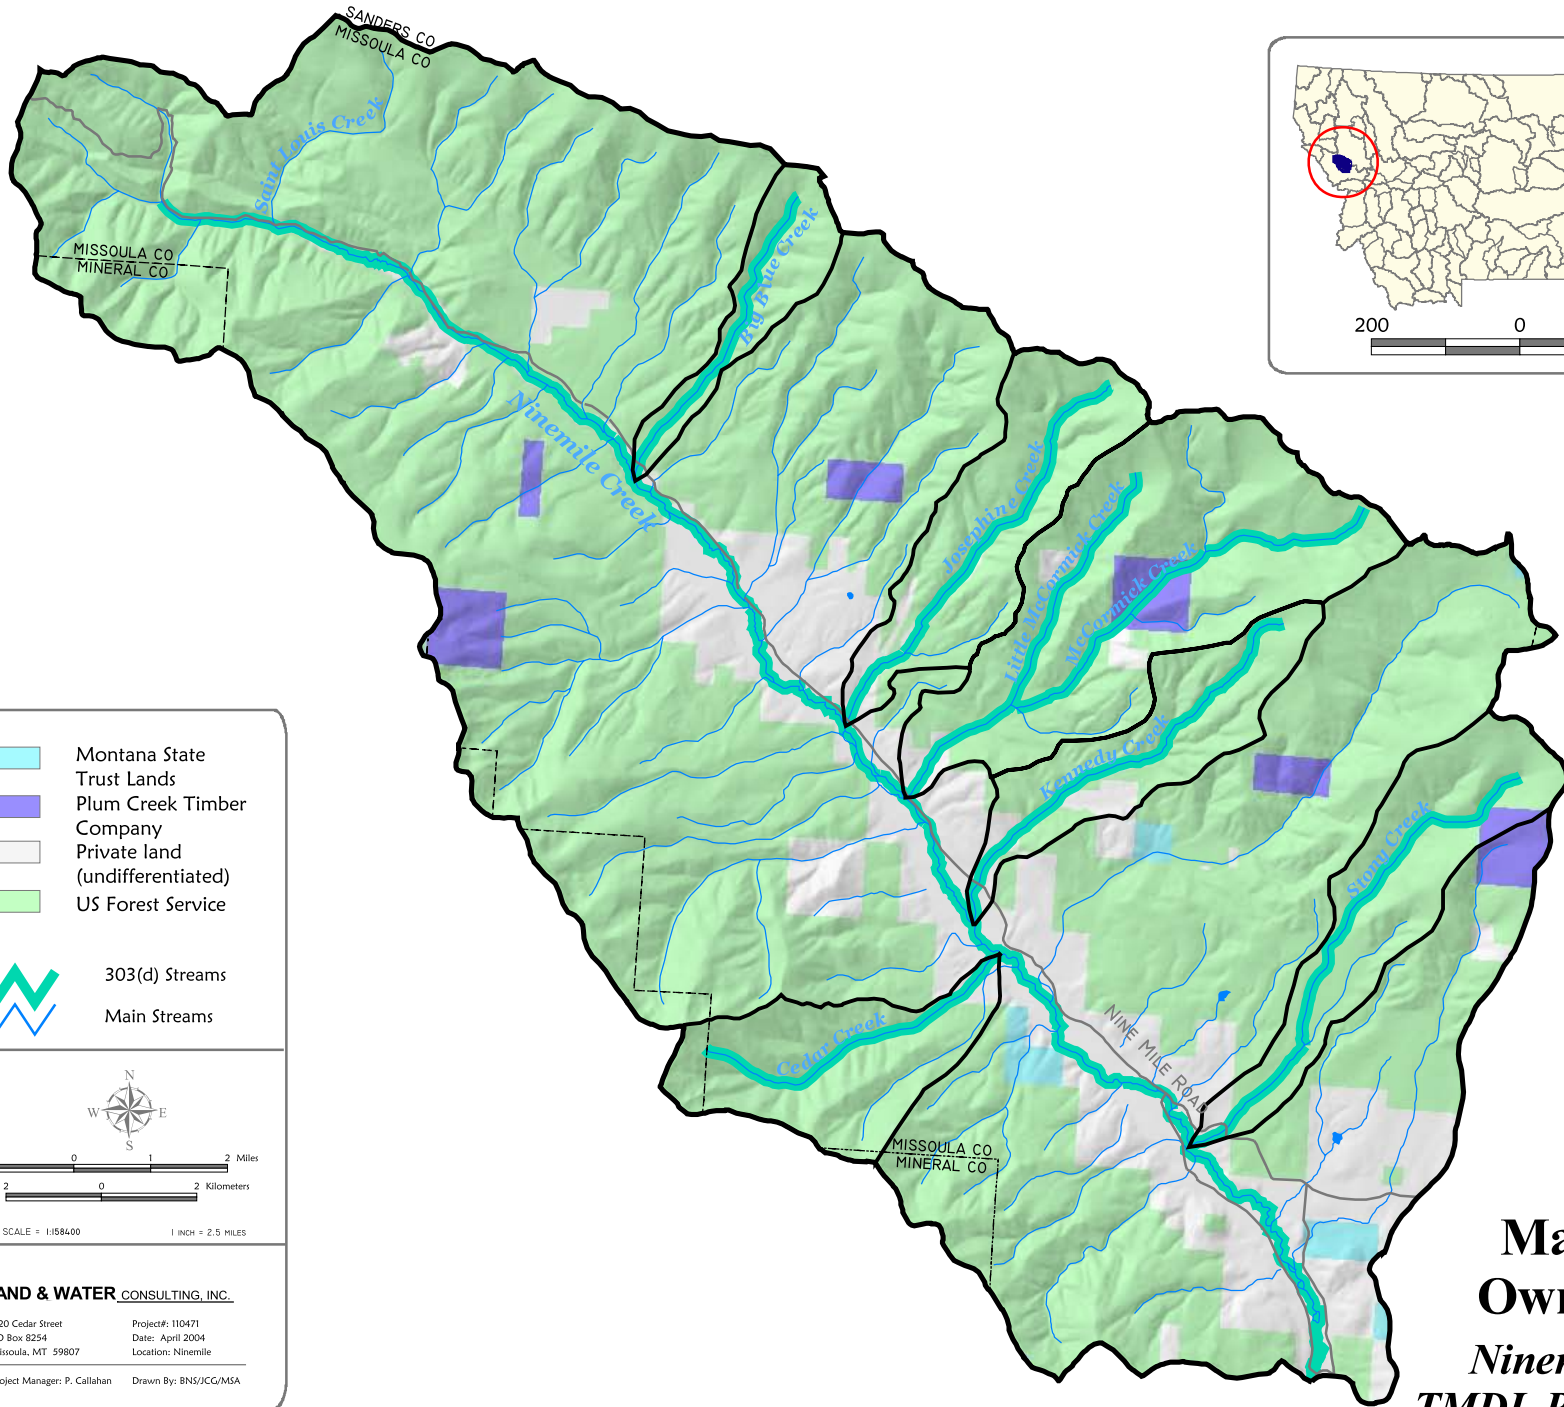 SANDERS CO
MISSOULA CO
Saint Louis Creek
MISSOULA CO
MINERAL CO
Big Blue Creek
Ninemile Creek
Josephine Creek
Little McCormick Creek
McCormick Creek
Kennedy Creek
Stony Creek
Cedar Creek
NINE MILE ROAD
MISSOULA CO
MINERAL CO
200 0
Montana State
Trust Lands
Plum Creek Timber
Company
Private land
(undifferentiated)
US Forest Service
303(d) Streams
Main Streams
N
W E
S
0 1 2 Miles
2 0 2 Kilometers
SCALE = 1:158400 1 INCH = 2.5 MILES
AND & WATER CONSULTING, INC.
20 Cedar Street Project#: 110471
O Box 8254 Date: April 2004
issoula, MT 59807 Location: Ninemile
oject Manager: P. Callahan Drawn By: BNS/JCG/MSA
Ma
Own
Ninem
TMDL P